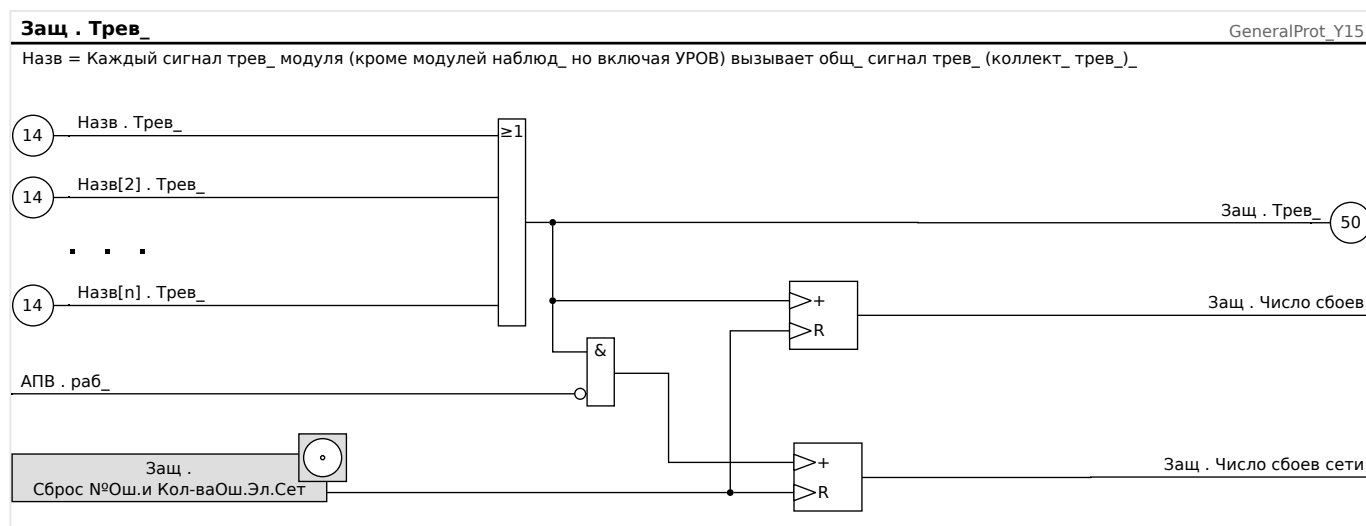 Защ . Трев_
GeneralProt_Y15
Назв = Каждый сигнал трев_ модуля (кроме модулей наблюд_ но включая УРОВ) вызывает общ_ сигнал трев_ (коллект_ трев_)_
14
Назв . Трев_
≥1
14
Назв[2] . Трев_
Защ . Трев_
50
14
Назв[n] . Трев_
+
R
Защ . Число сбоев
&
АПВ . раб_
Защ .
Сброс №Ош.и Кол-ваОш.Эл.Сет
+
R
Защ . Число сбоев сети